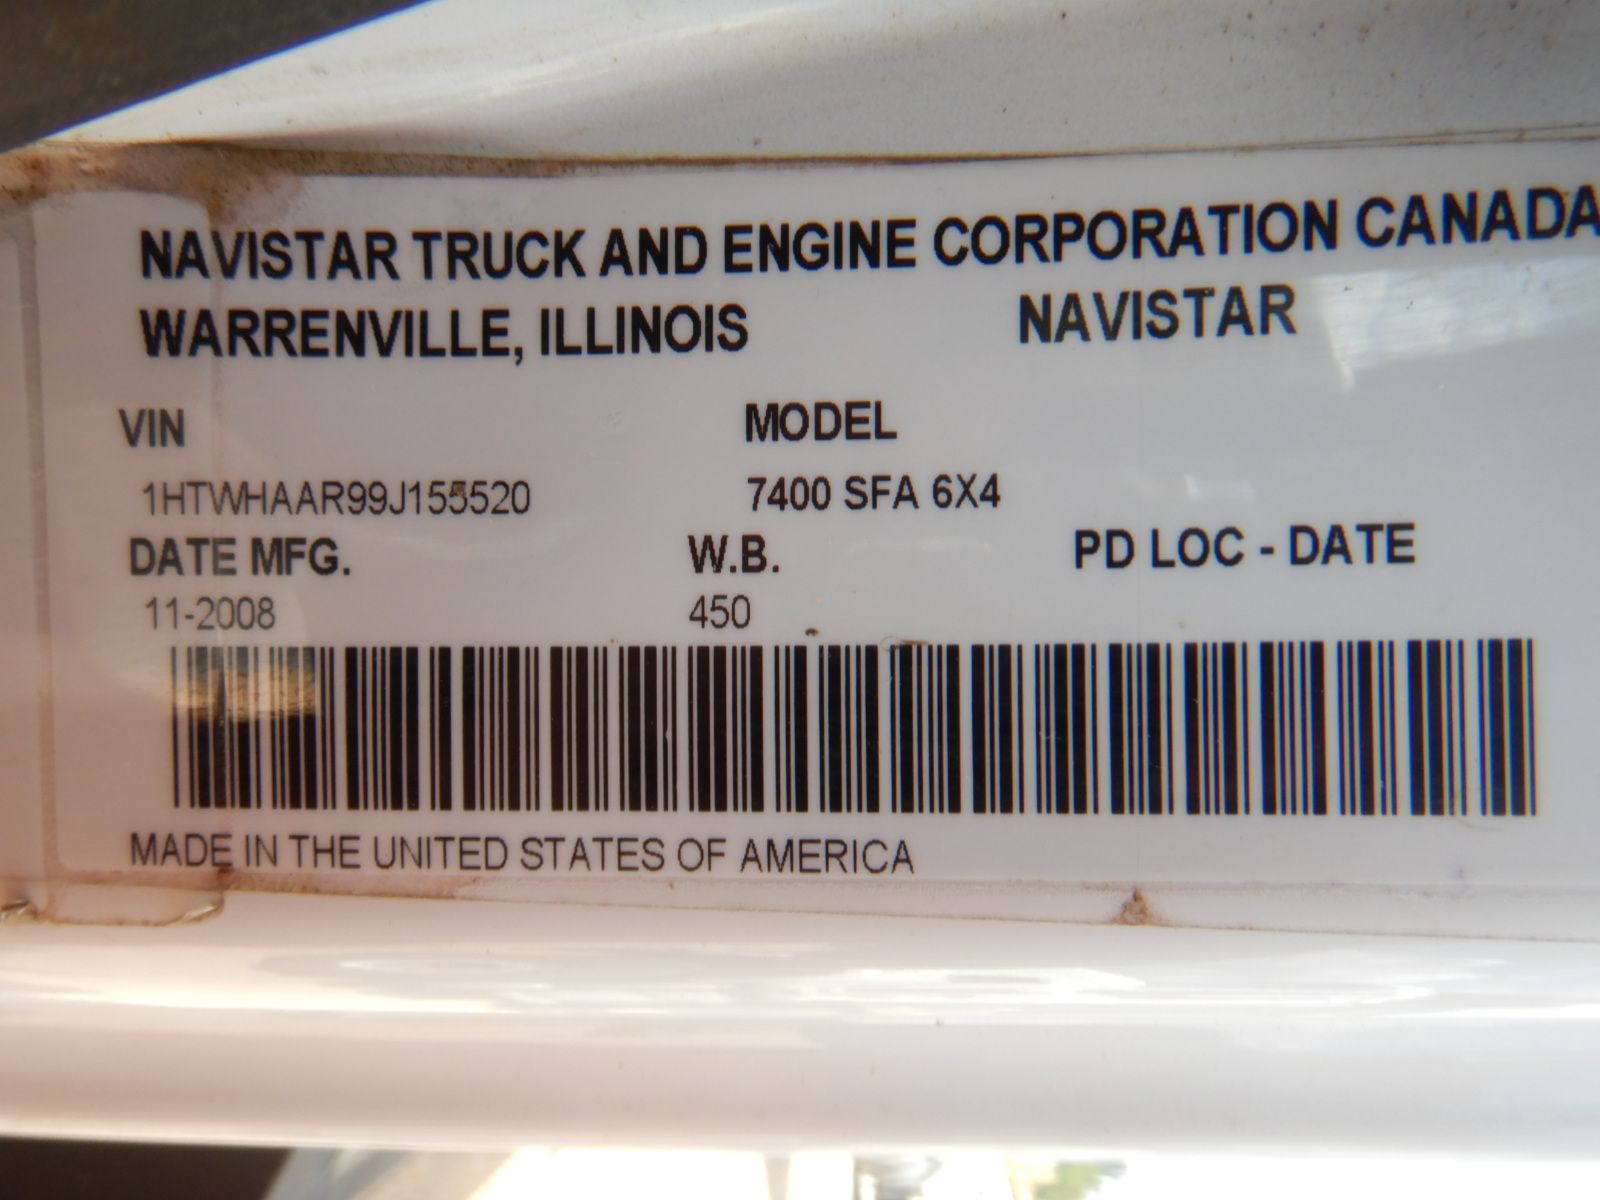 NAVISTAR TRUCK AND ENGINE CORPORATION CANADA
WARRENVILLE, ILLINOIS NAVISTAR
VIN MODEL
1HTWHAAR99J155520 7400 SFA 6X4
DATE MFG. W.B. PD LOC - DATE
11-2008 450
MADE IN THE UNITED STATES OF AMERICA